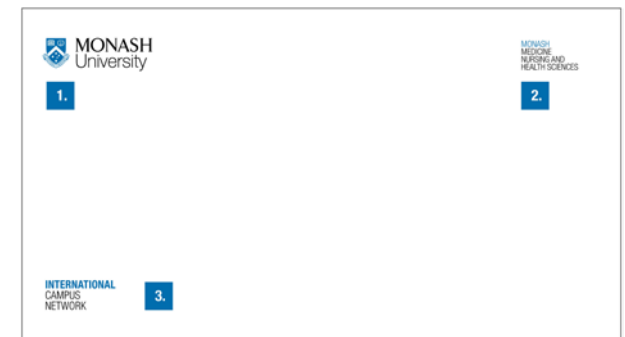 MONASH
University
1.
MONASH
MEDICINE
NURSING AND
HEALTH SCIENCES
2.
INTERNATIONAL
CAMPUS
NETWORK
3.